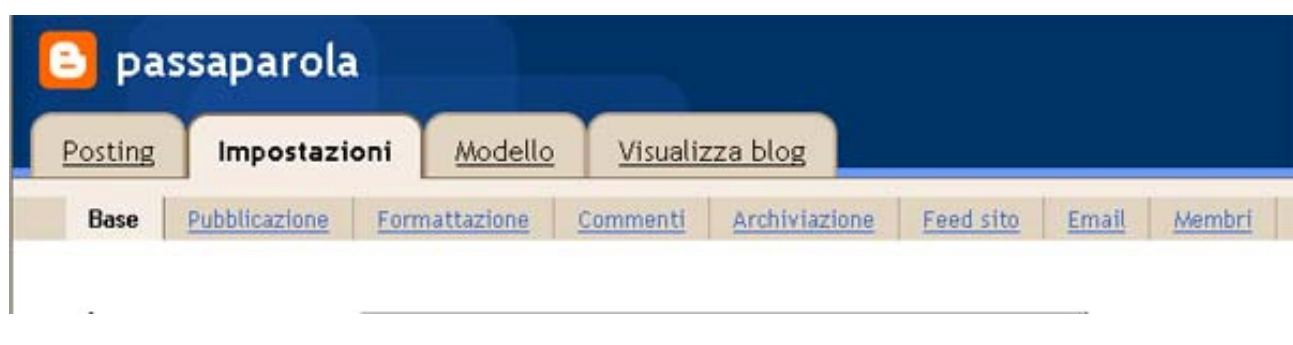 passaparola
Posting Impostazioni Modello Visualizza blog
Base Pubblicazione Formattazione Commenti Archiviazione Feed sito Email Membri